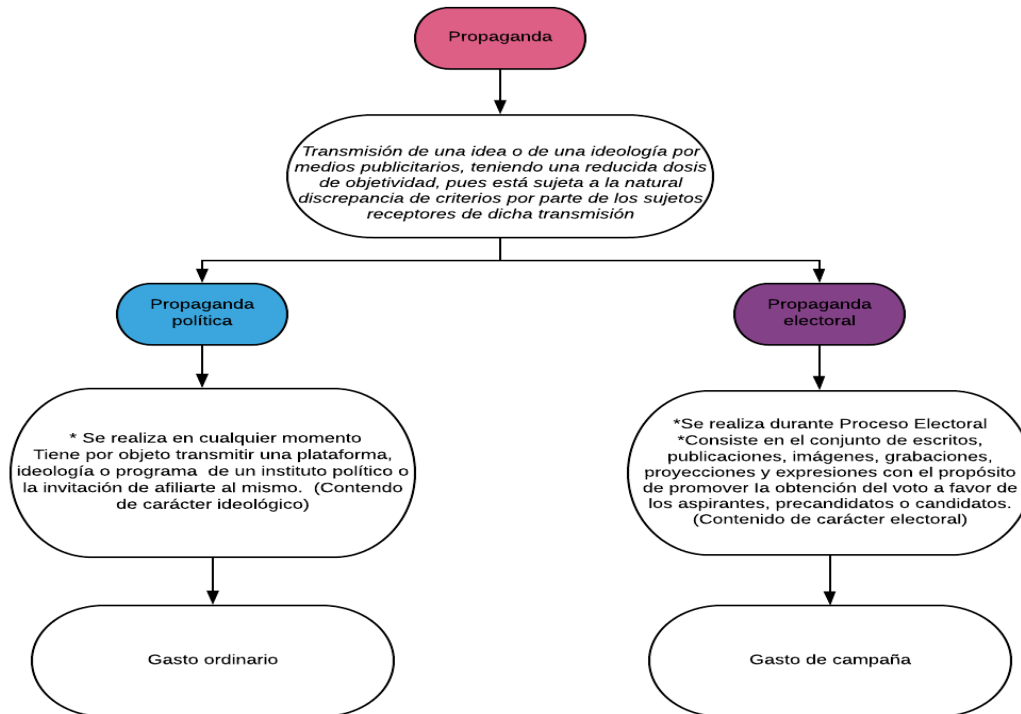 Propaganda
Transmisión de una idea o de una ideología por
medios publicitarios, teniendo una reducida dosis
de objetividad, pues está sujeta a la natural
discrepancia de criterios por parte de los sujetos
receptores de dicha transmisión
Propaganda
política
Propaganda
electoral
* Se realiza en cualquier momento
Tiene por objeto transmitir una plataforma,
ideología o programa de un instituto político o
la invitación de afiliarte al mismo. (Contendo
de carácter ideológico)
*Se realiza durante Proceso Electoral
*Consiste en el conjunto de escritos,
publicaciones, imágenes, grabaciones,
proyecciones y expresiones con el propósito
de promover la obtención del voto a favor de
los aspirantes, precandidatos o candidatos.
(Contenido de carácter electoral)
Gasto ordinario
Gasto de campaña